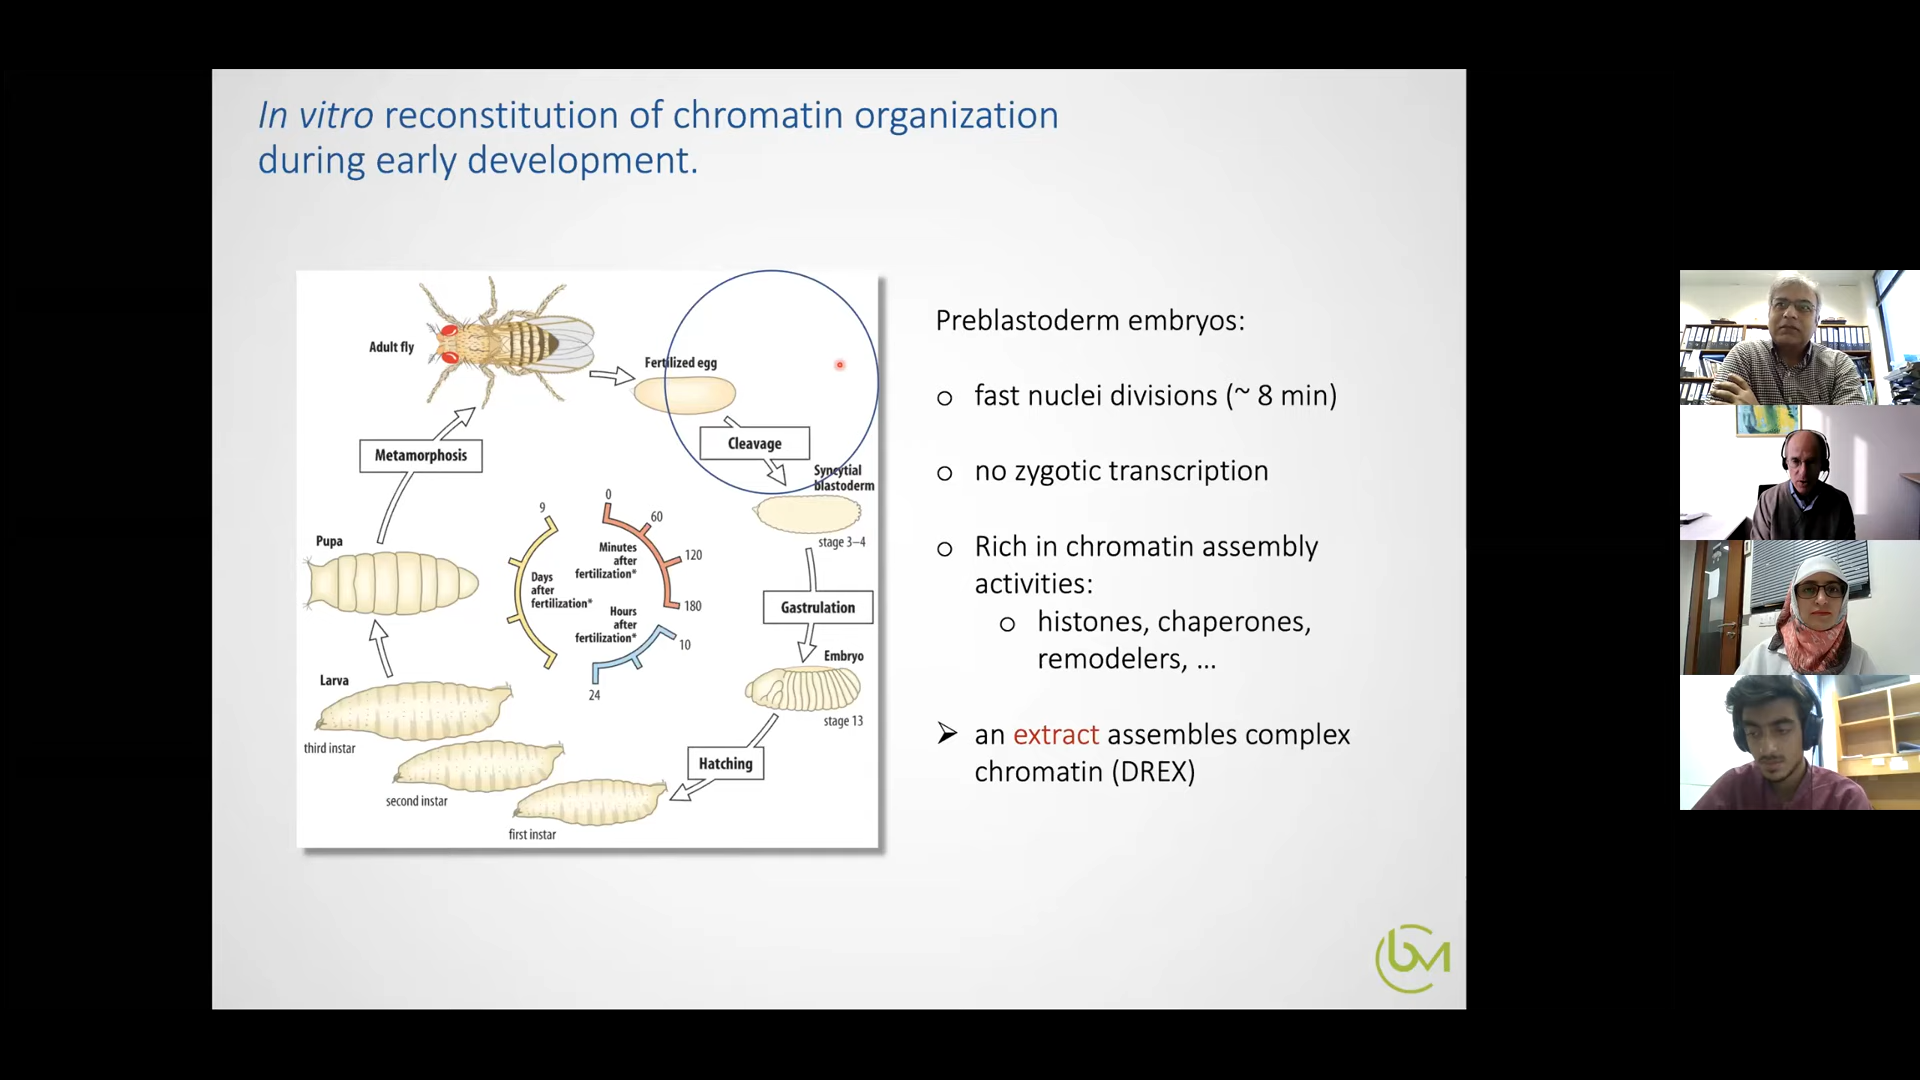 In vitro reconstitution of chromatin organization
during early development.
Adult fly
Fertilized egg
Cleavage
Syncytial
blastoderm
stage 3–4
Gastrulation
Embryo
stage 13
Hatching
first instar
second instar
third instar
Larva
Pupa
Metamorphosis
0
60
120
180
Minutes
after
fertilization*
Hours
after
fertilization*
10
24
9
Days
after
fertilization*
Preblastoderm embryos:
o fast nuclei divisions (~ 8 min)
o no zygotic transcription
o Rich in chromatin assembly
activities:
o histones, chaperones,
remodelers, ...
➢ an extract assembles complex
chromatin (DREX)
bm